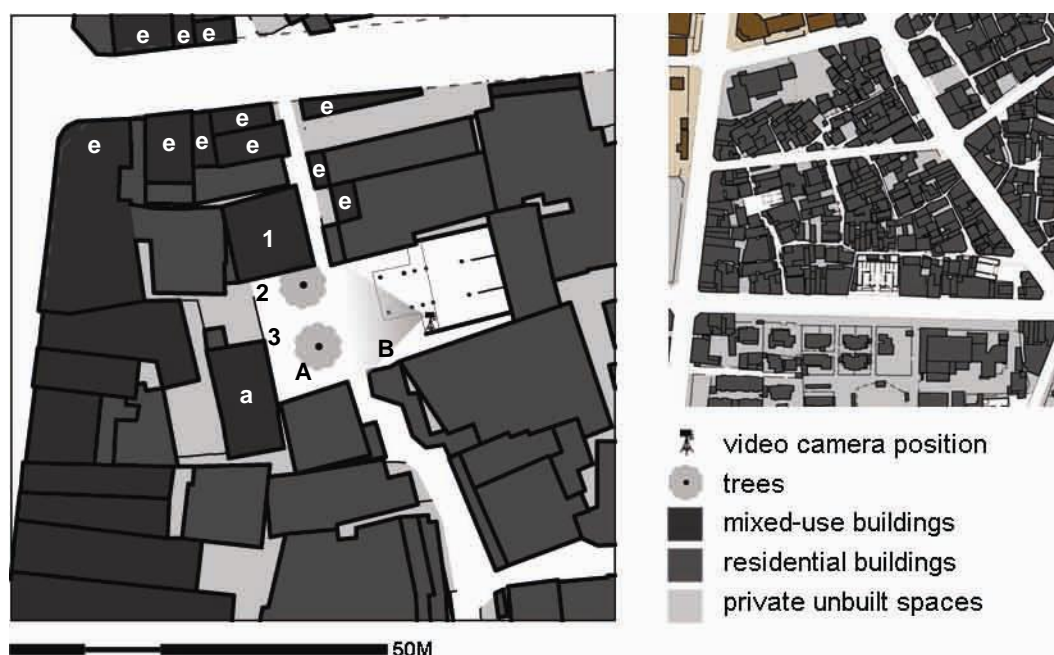 e e e
e
e
e e e
e
e
e
1
2
3
B
A
a
50M
video camera position
trees
mixed-use buildings
residential buildings
private unbuilt spaces